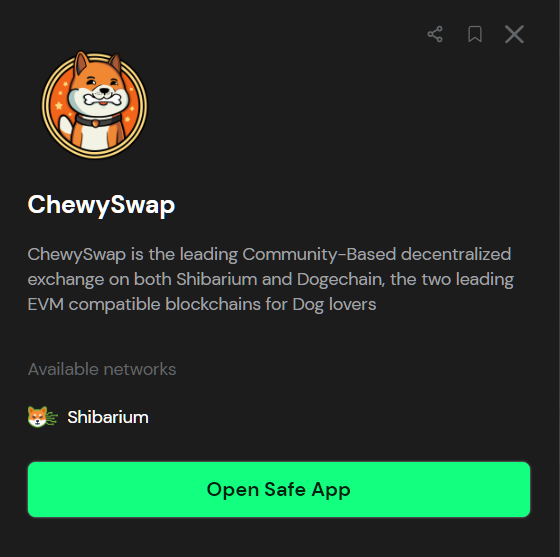 ChewySwap
ChewySwap is the leading Community-Based decentralized
exchange on both Shibarium and Dogechain, the two leading
EVM compatible blockchains for Dog lovers
Available networks
Shibarium
Open Safe App